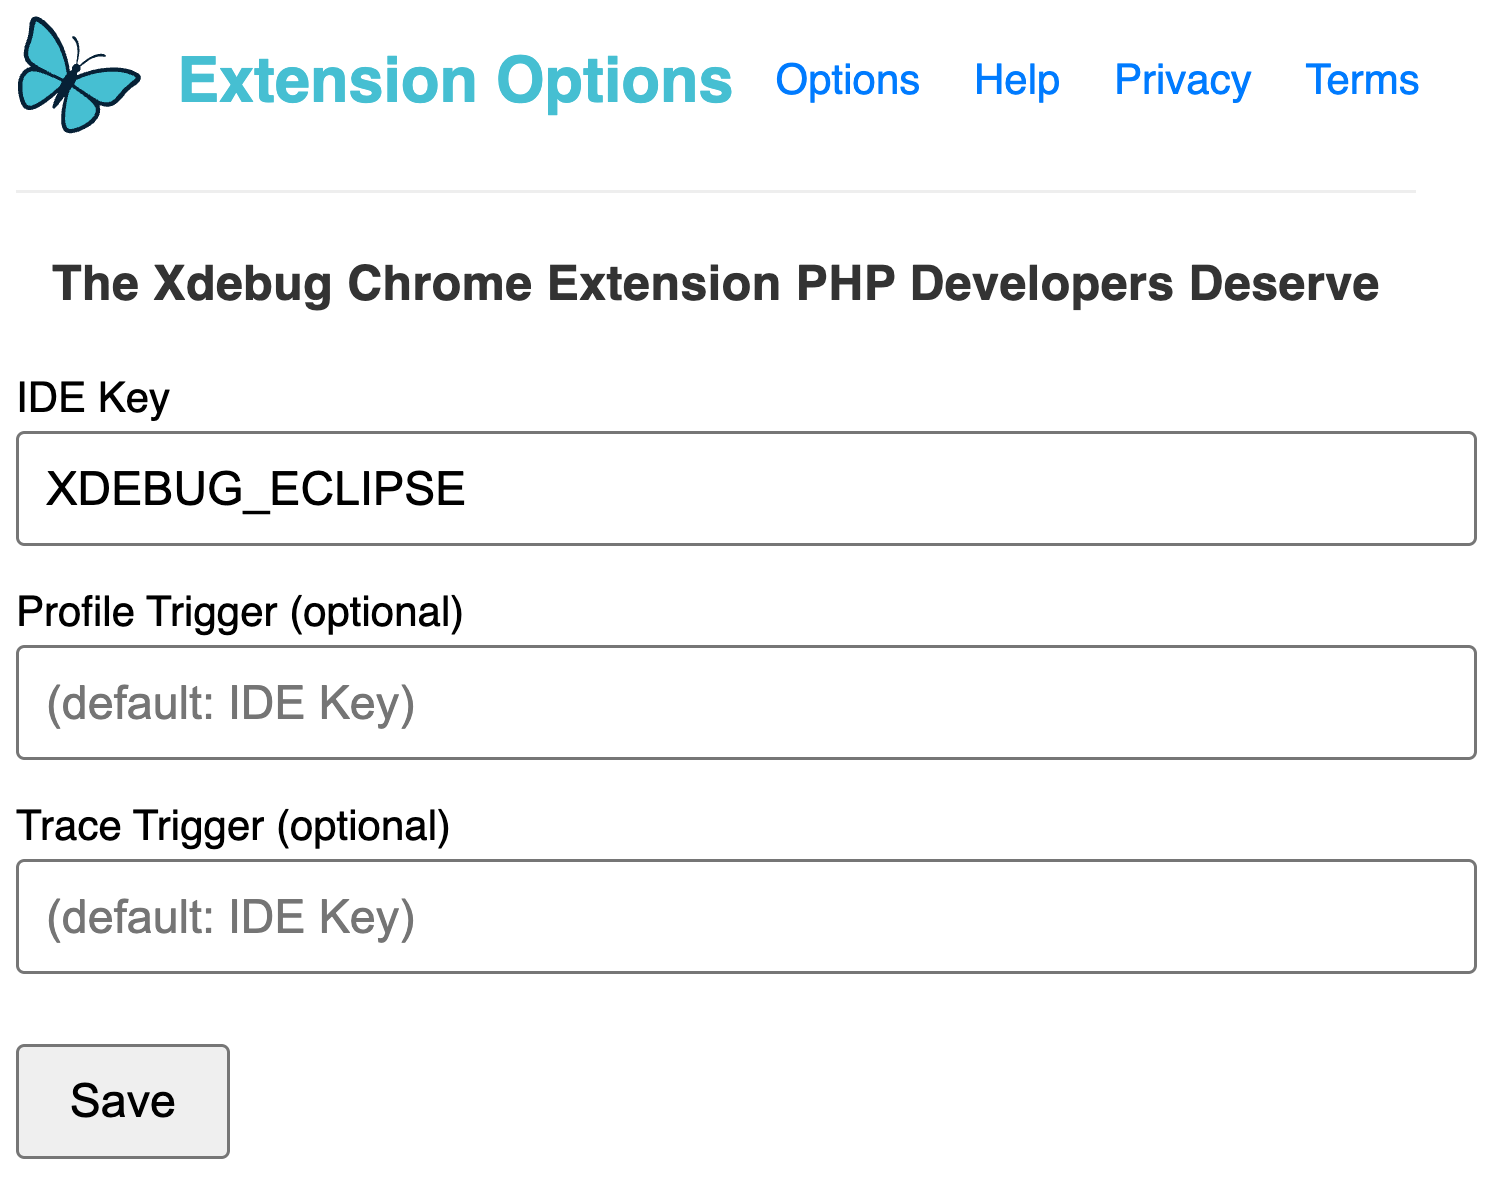 Extension Options Options Help Privacy Terms
The Xdebug Chrome Extension PHP Developers Deserve
IDE Key
XDEBUG_ECLIPSE
Profile Trigger (optional)
(default: IDE Key)
Trace Trigger (optional)
(default: IDE Key)
Save